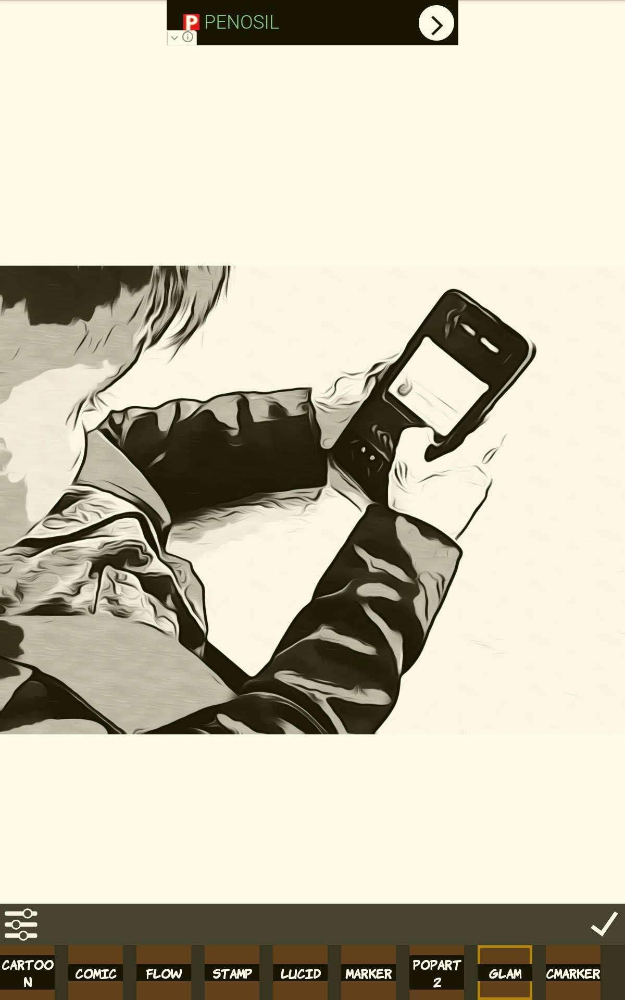 P PENOSIL
CARTOO
N
COMIC
FLOW
STAMP
LUCID
MARKER
POPART
2
GLAM
CMARKER